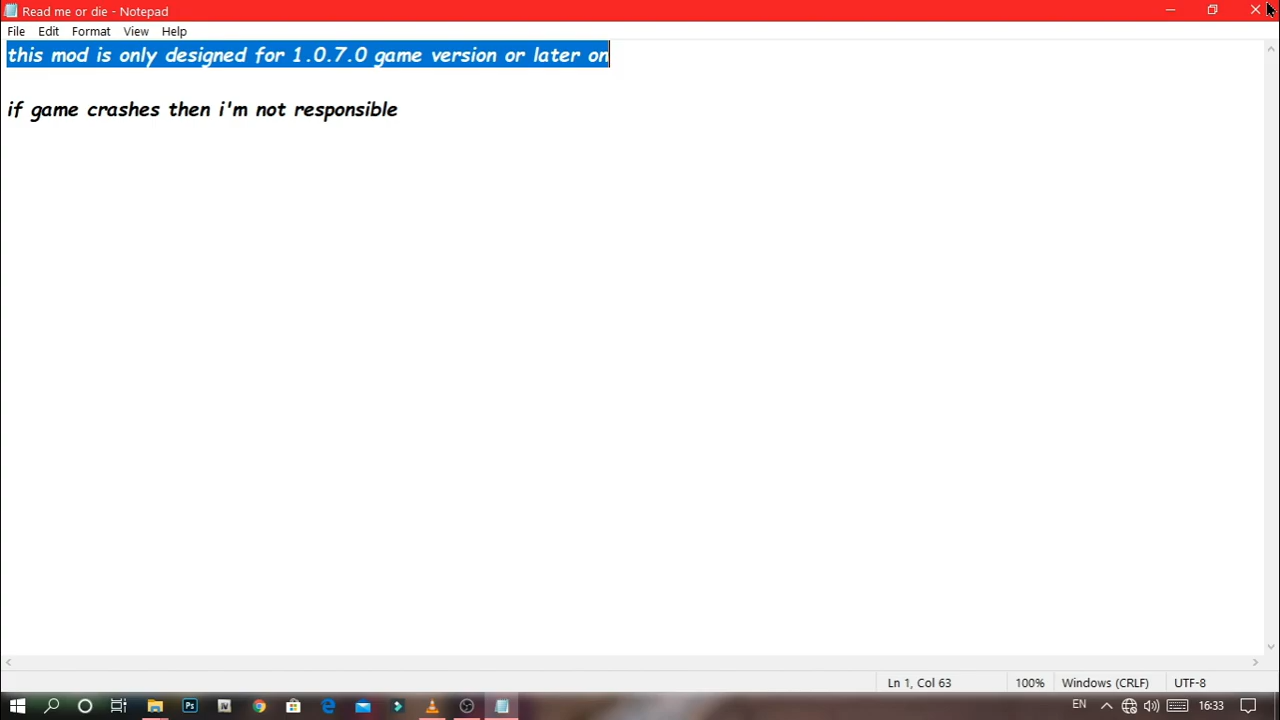 Read me or die - Notepad
File Edit Format View Help
this mod is only designed for 1.0.7.0 game version or later on
if game crashes then i'm not responsible
Ln 1, Col 63 100% Windows (CRLF) UTF-8
Ps IV EN 16:33